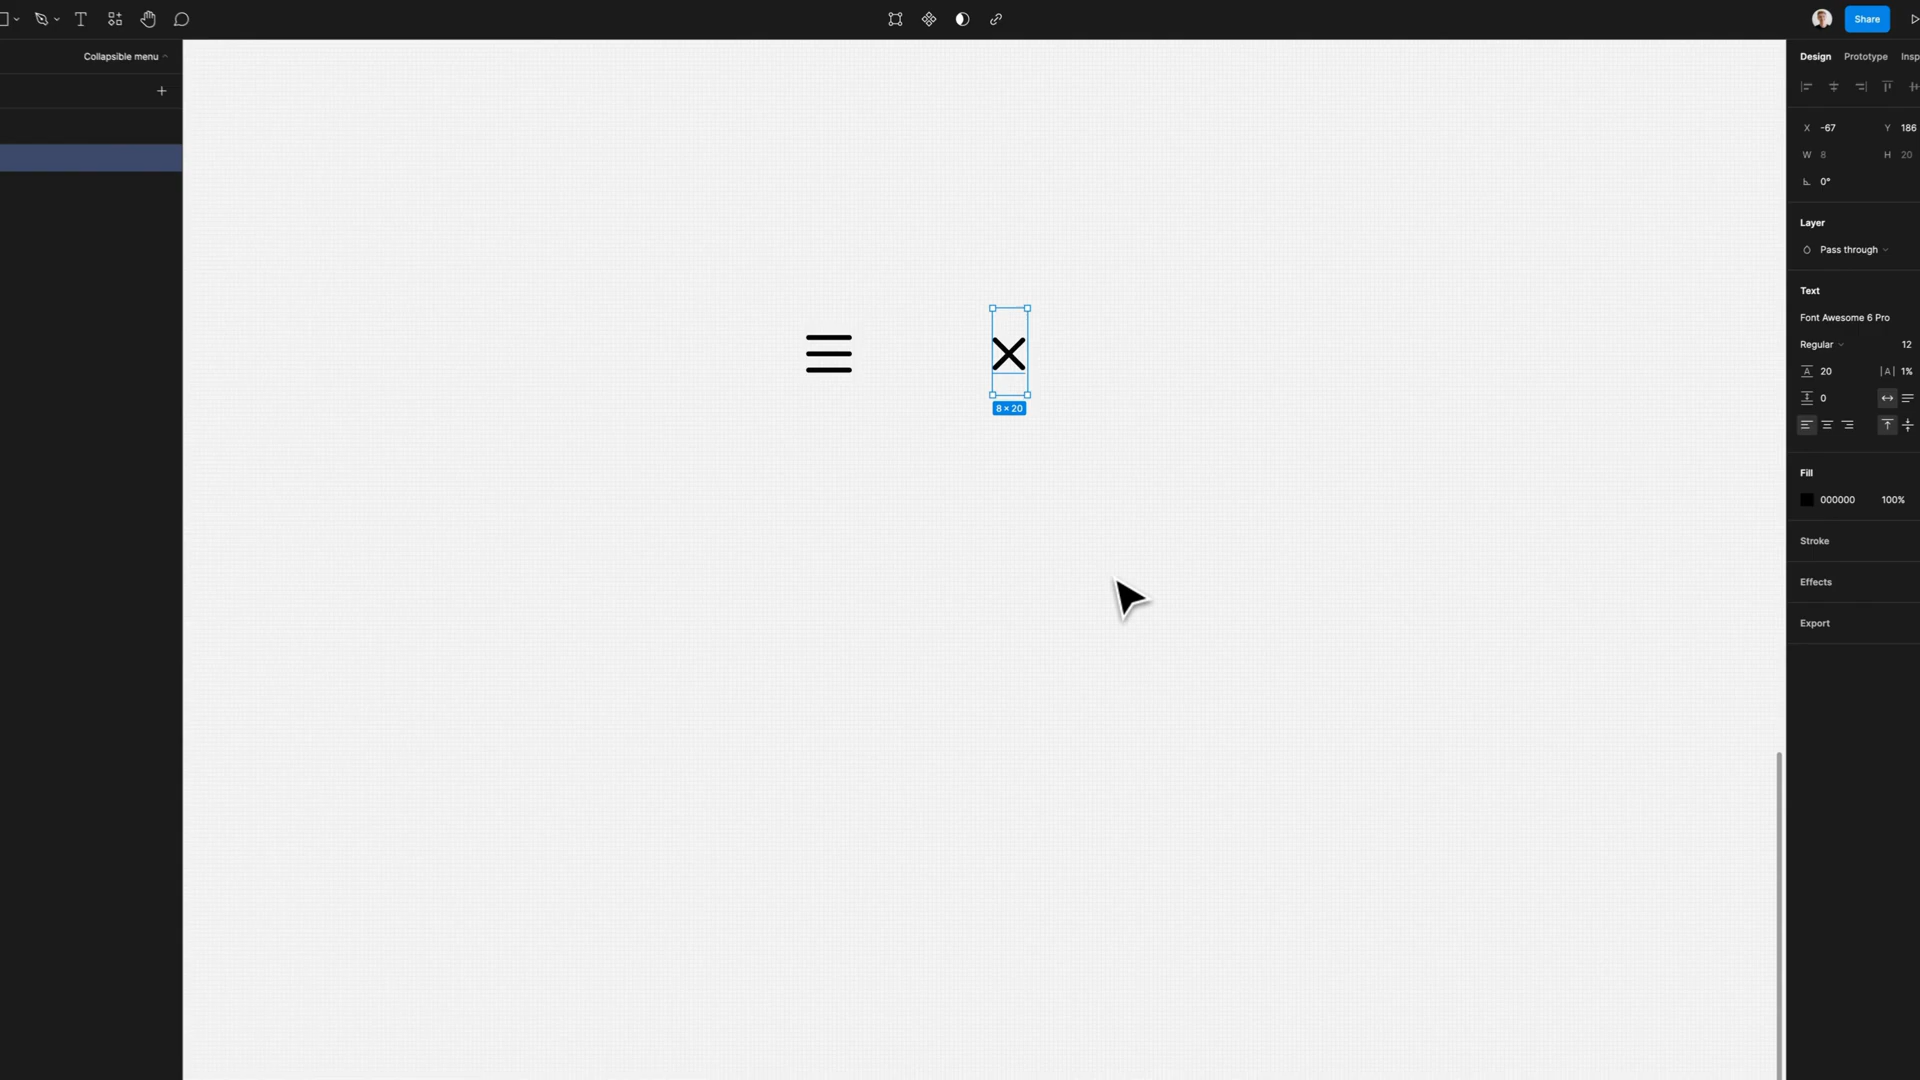 Share
Collapsible menu
Design Prototype Insp
X -67 Y 186
W 8 H 20
0°
Layer
Pass through
Text
Font Awesome 6 Pro
Regular 12
A 20 |A| 1%
0
8 × 20
Fill
000000 100%
Stroke
Effects
Export